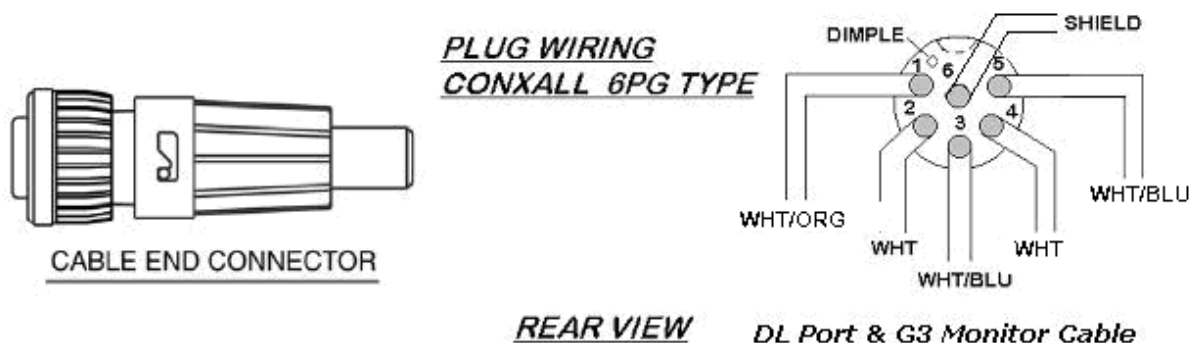 PLUG WIRING
CONXALL 6PG TYPE
CABLE END CONNECTOR
DIMPLE
SHIELD
1
6
5
2
3
4
WHT/ORG
WHT
WHT/BLU
WHT
WHT/BLU
REAR VIEW
DL Port & G3 Monitor Cable